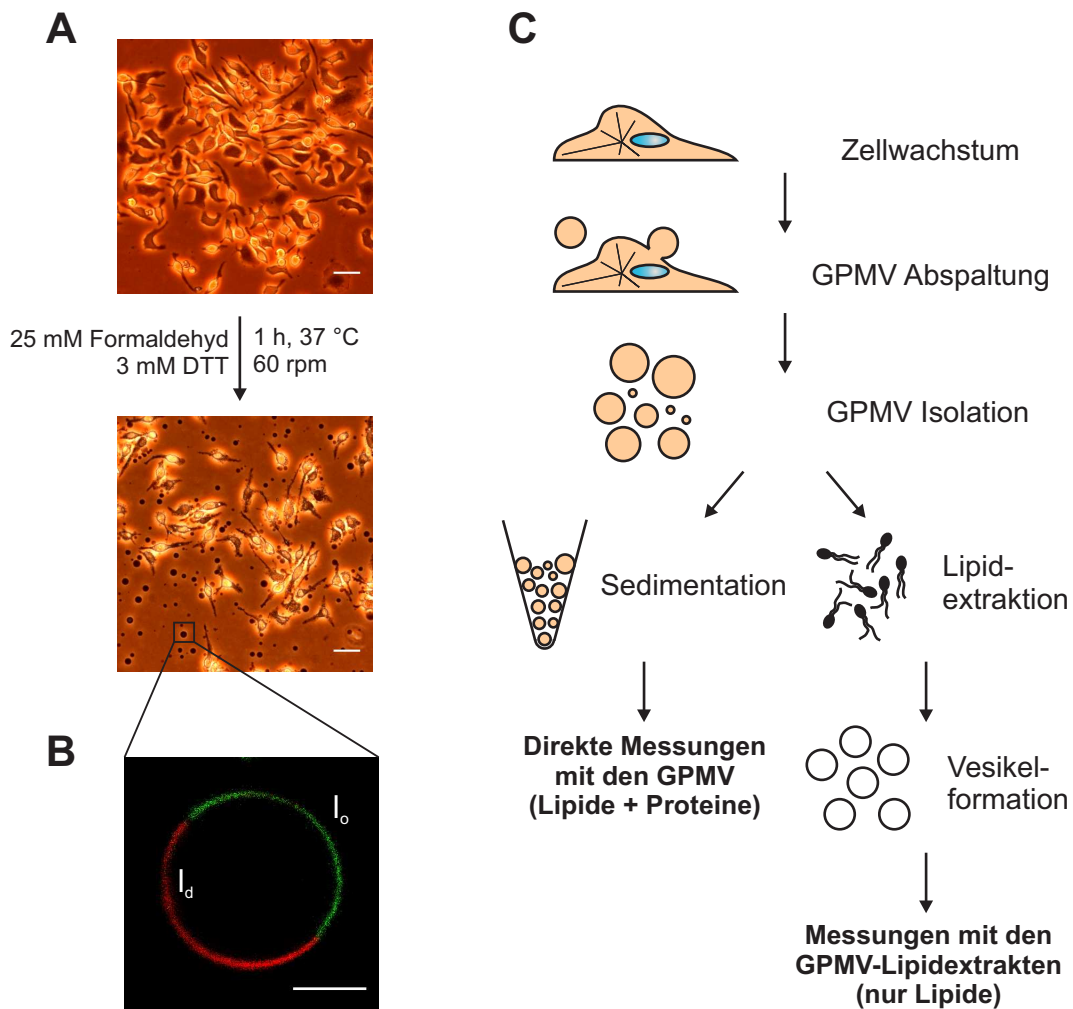 A
25 mM Formaldehyd
3 mM DTT
1 h, 37 °C
60 rpm
B
lo
ld
C
Zellwachstum
GPMV Abspaltung
GPMV Isolation
Sedimentation
Lipid-
extraktion
Direkte Messungen
mit den GPMV
(Lipide + Proteine)
Vesikel-
formation
Messungen mit den
GPMV-Lipidextrakten
(nur Lipide)